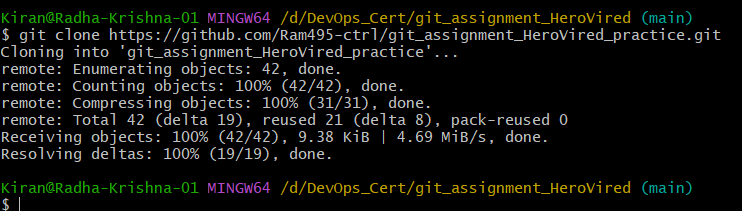 Kiran@Radha-Krishna-01 MINGW64 /d/DevOps_Cert/git_assignment_HeroVired (main)
$ git clone https://github.com/Ram495-ctrl/git_assignment_HeroVired_practice.git
Cloning into 'git_assignment_HeroVired_practice'...
remote: Enumerating objects: 42, done.
remote: Counting objects: 100% (42/42), done.
remote: Compressing objects: 100% (31/31), done.
remote: Total 42 (delta 19), reused 21 (delta 8), pack-reused 0
Receiving objects: 100% (42/42), 9.38 KiB | 4.69 MiB/s, done.
Resolving deltas: 100% (19/19), done.
Kiran@Radha-Krishna-01 MINGW64 /d/DevOps_Cert/git_assignment_HeroVired (main)
$